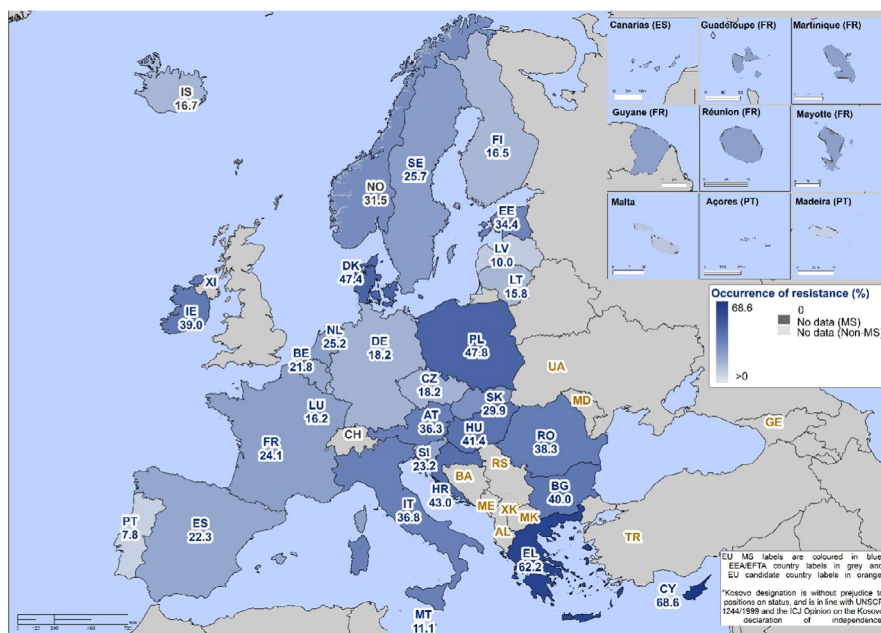 Canarias (ES)
Guadeloupe (FR)
Martinique (FR)
Guyane (FR)
Réunion (FR)
Mayotte (FR)
Malta
Açores (PT)
Madeira (PT)
IS
16.7
FI
16.5
SE
25.7
NO
31.5
EE
34.4
LV
10.0
LT
15.8
DK
47.4
XI
IE
39.0
NL
25.2
BE
21.8
DE
18.2
PL
47.8
CZ
18.2
SK
29.9
LU
16.2
AT
36.3
HU
41.4
CH
FR
24.1
SI
23.2
HR
43.0
RO
38.3
UA
MD
GE
BA
RS
BG
40.0
ME
XK
MK
AL
IT
36.8
PT
7.8
ES
22.3
EL
62.2
TR
CY
68.6
MT
11.1
Occurrence of resistance (%)
68.6
>0
0
No data (MS)
No data (Non-MS)
EU MS labels are coloured in blue
EEA/EFTA country labels in grey and
EU candidate country labels in orange
*Kosovo designation is without prejudice to
positions on status, and is in line with UNSCR
1244/1999 and the ICJ Opinion on the Kosovo
declaration of independence